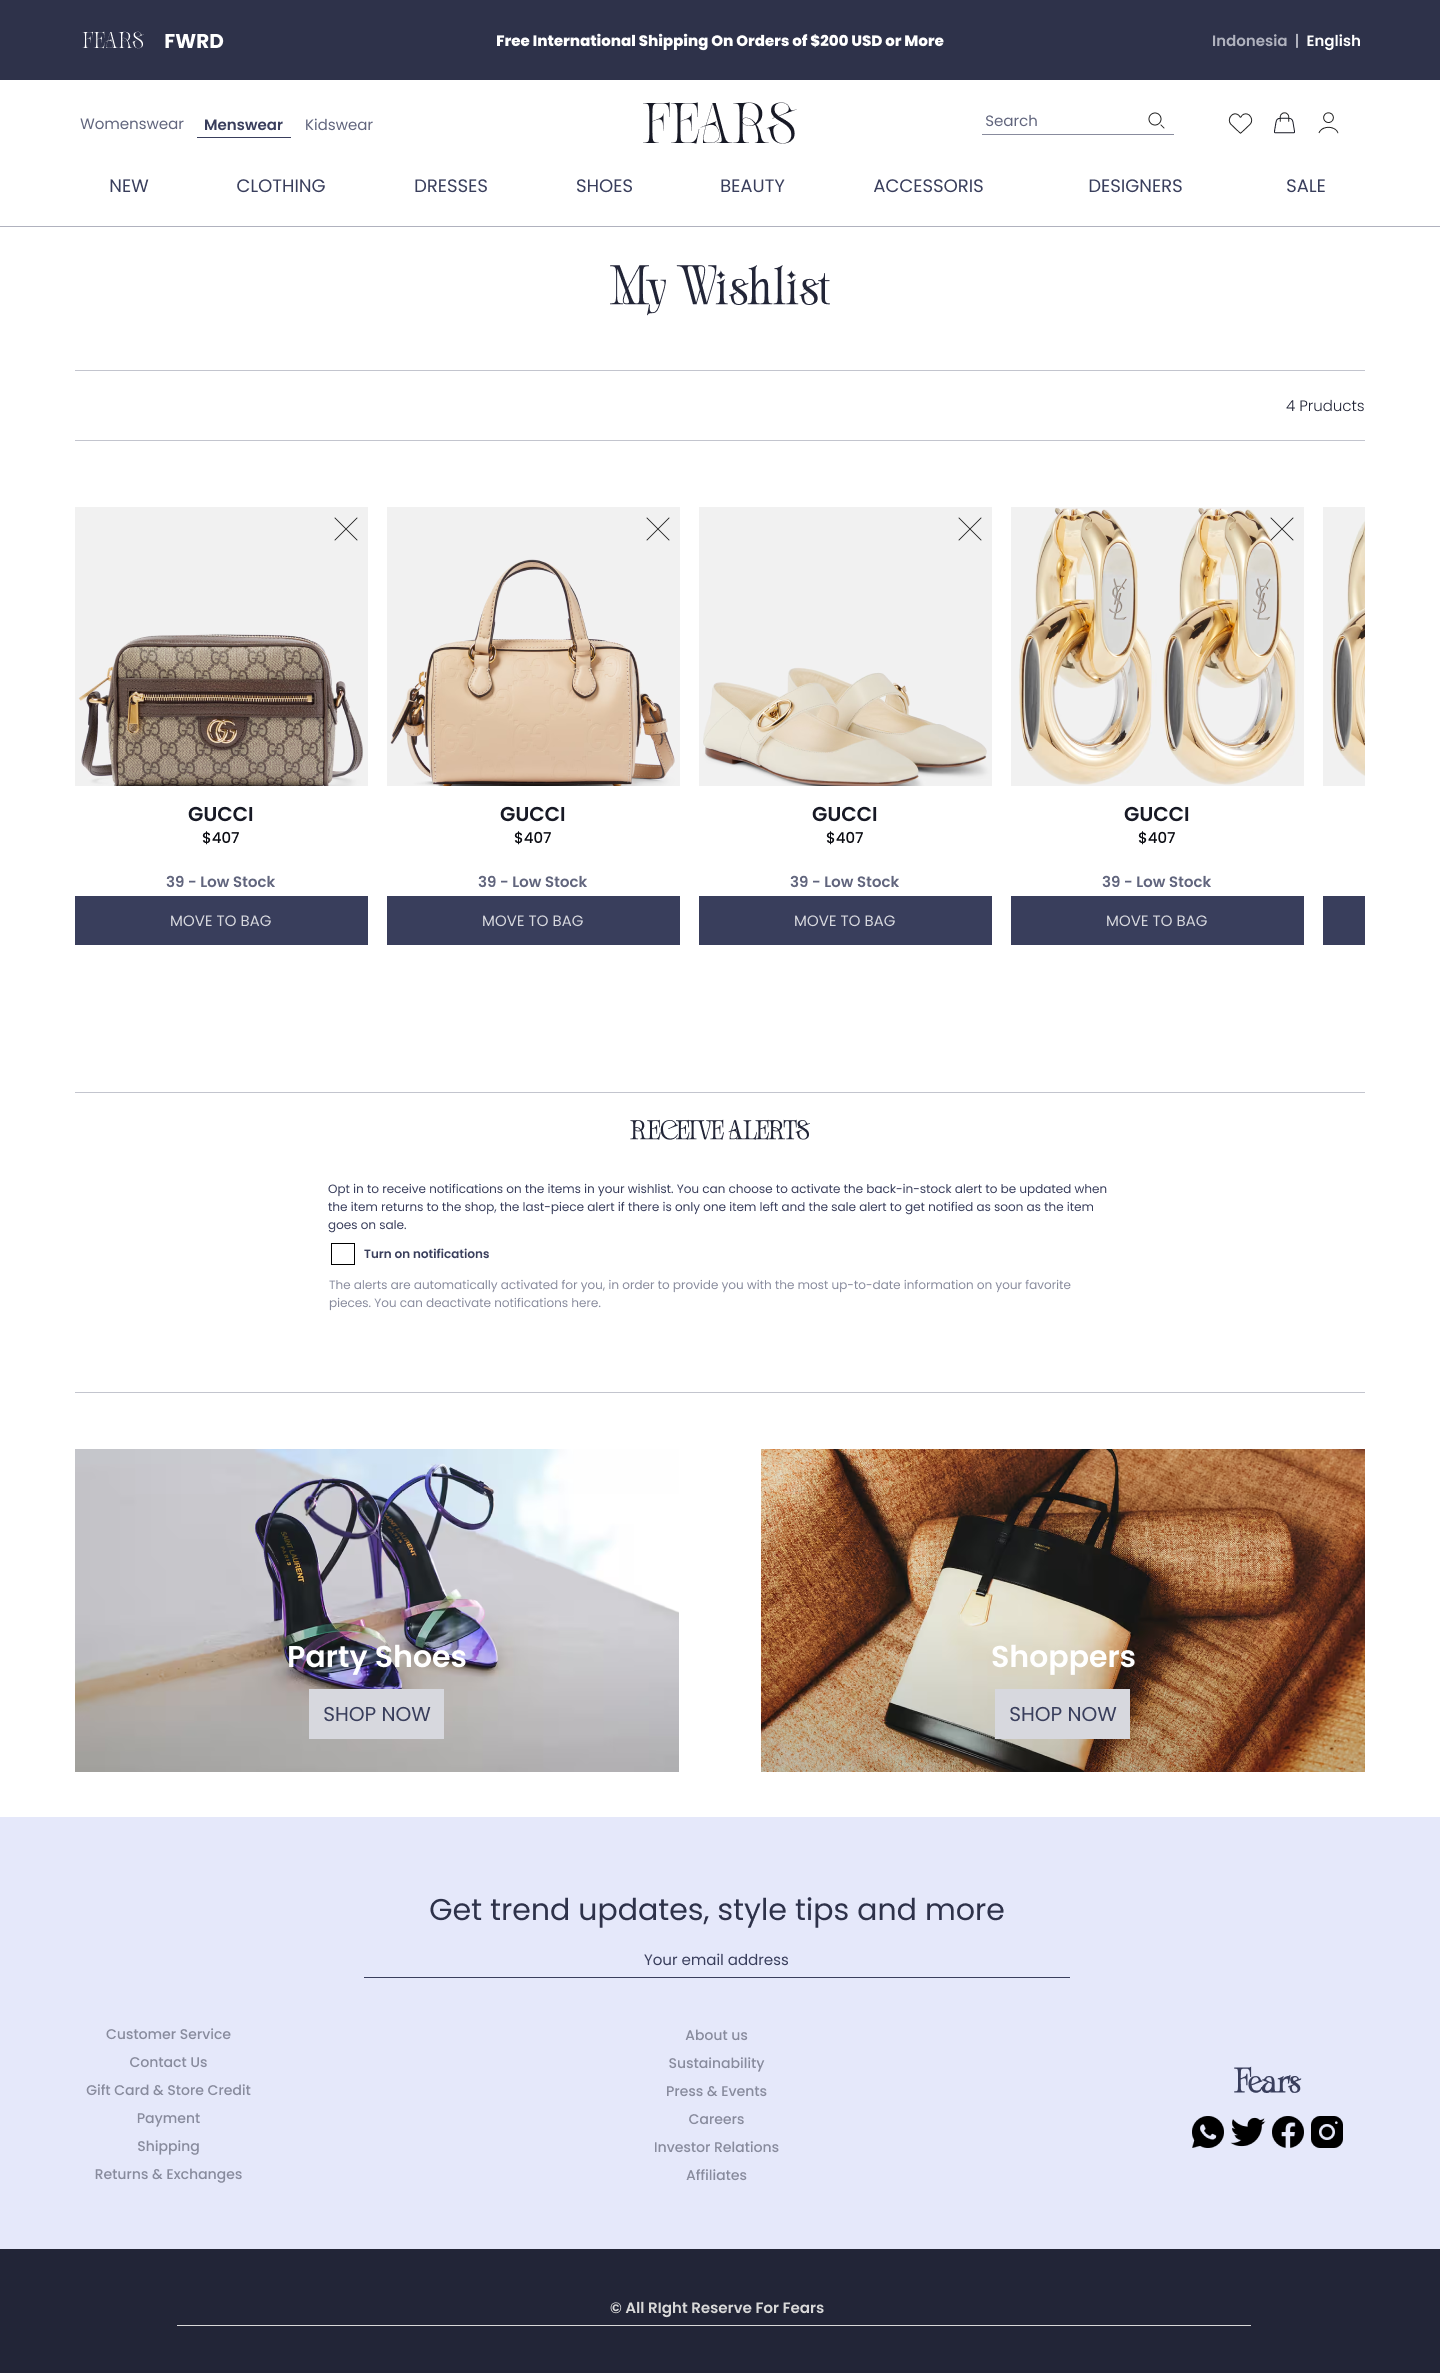 FEARS FWRD Free International Shipping On Orders of $200 USD or More Indonesia | English
Womenswear Menswear Kidswear FEARS Search
NEW CLOTHING DRESSES SHOES BEAUTY ACCESSORIS DESIGNERS SALE
My Wishlist
4 Pruducts
YSL YSL
GUCCI GUCCI GUCCI GUCCI
$407 $407 $407 $407
39 - Low Stock 39 - Low Stock 39 - Low Stock 39 - Low Stock
MOVE TO BAG MOVE TO BAG MOVE TO BAG MOVE TO BAG
RECEIVE ALERTS
Opt in to receive notifications on the items in your wishlist. You can choose to activate the back-in-stock alert to be updated when
the item returns to the shop, the last-piece alert if there is only one item left and the sale alert to get notified as soon as the item
goes on sale.
Turn on notifications
The alerts are automatically activated for you, in order to provide you with the most up-to-date information on your favorite
pieces. You can deactivate notifications here.
SAINT LAURENT
PARIS
SAINT LAURENT
Party Shoes Shoppers
SHOP NOW SHOP NOW
Get trend updates, style tips and more
Your email address
Customer Service
Contact Us
Gift Card & Store Credit
Payment
Shipping
Returns & Exchanges
About us
Sustainability
Press & Events
Careers
Investor Relations
Affiliates
Fears
© All RIght Reserve For Fears